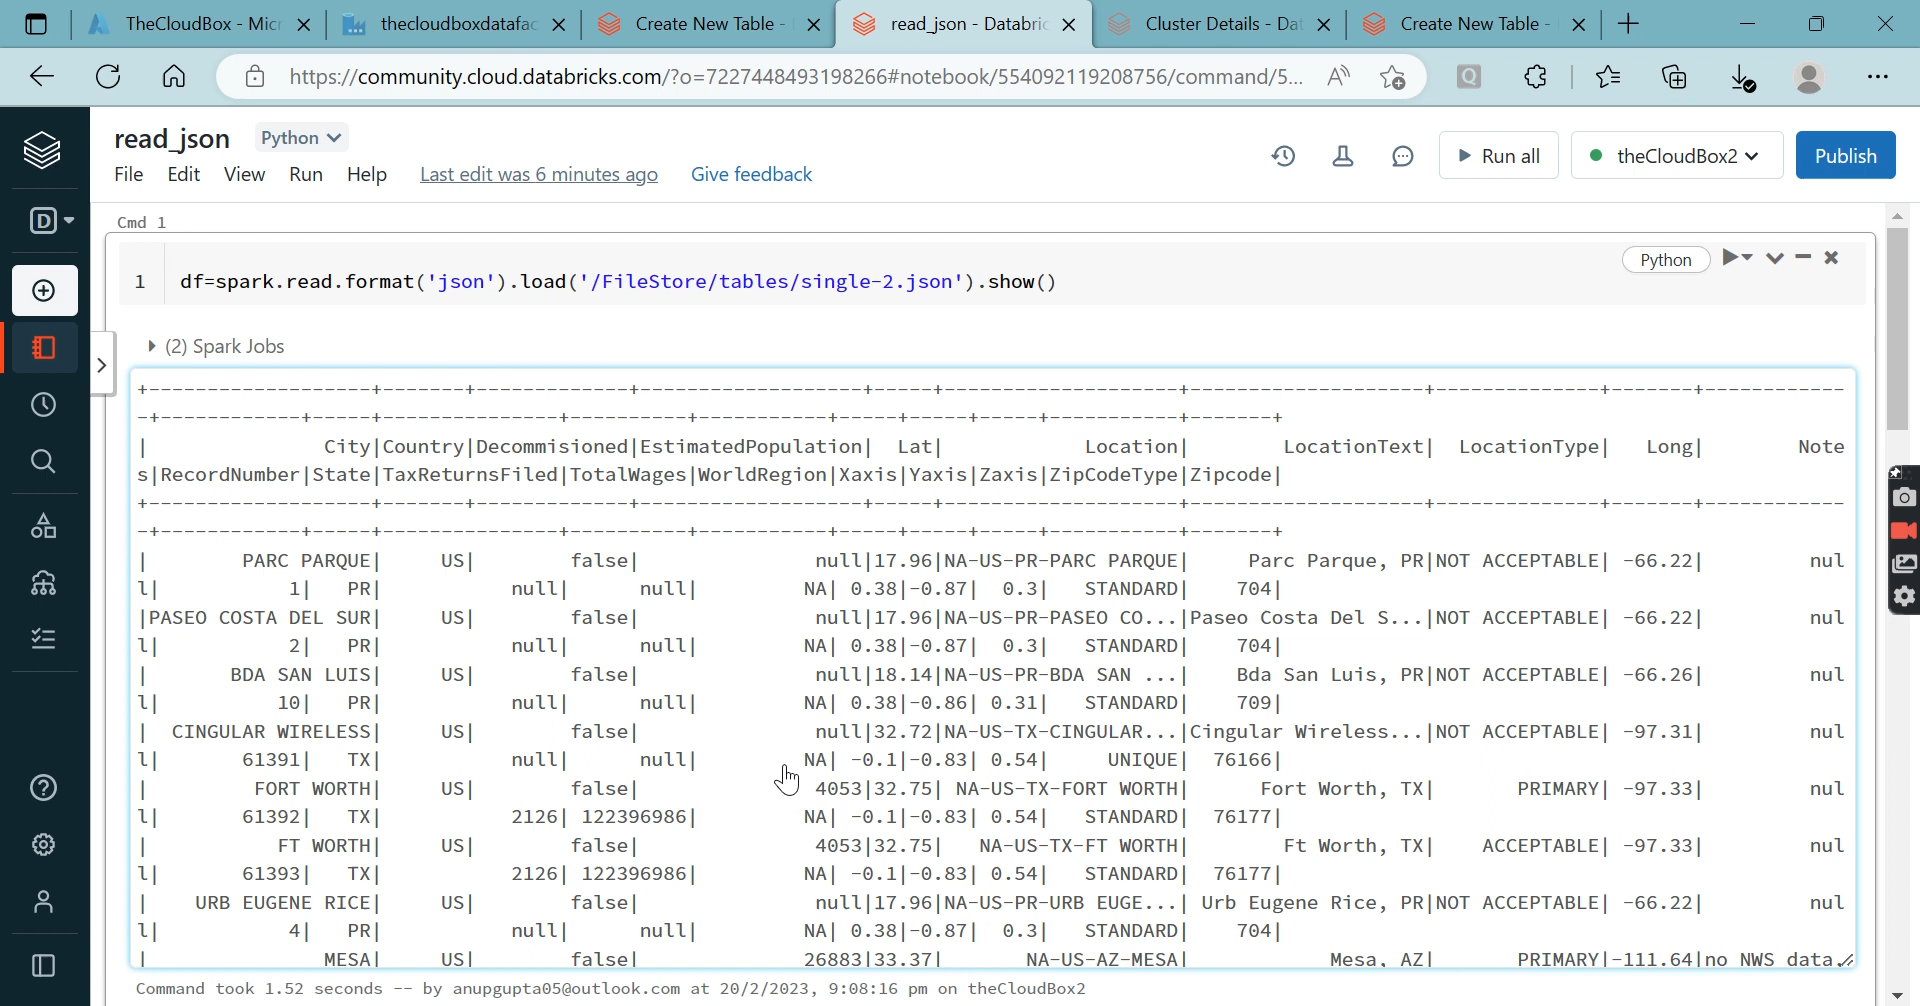 TheCloudBox - Micr
thecloudboxdatafac
Create New Table -
read_json - Databric
Cluster Details - Dat
Create New Table -
https://community.cloud.databricks.com/?o=7227448493198266#notebook/554092119208756/command/5...
read_json Python
File Edit View Run Help Last edit was 6 minutes ago Give feedback
Run all theCloudBox2 Publish
D
Cmd 1
Python
1 df=spark.read.format('json').load('/FileStore/tables/single-2.json').show()
(2) Spark Jobs
+-------------------+-------+-------------+-------------------+-----+--------------------+--------------------+--------------+-------+------------
-+------------+-----+---------------+----------+-----------+-----+-----+-----+-----------+-------+
|               City|Country|Decommisioned|EstimatedPopulation|  Lat|            Location|        LocationText|  LocationType|   Long|        Note
s|RecordNumber|State|TaxReturnsFiled|TotalWages|WorldRegion|Xaxis|Yaxis|Zaxis|ZipCodeType|Zipcode|
+-------------------+-------+-------------+-------------------+-----+--------------------+--------------------+--------------+-------+------------
-+------------+-----+---------------+----------+-----------+-----+-----+-----+-----------+-------+
|        PARC PARQUE|     US|        false|               null|17.96|NA-US-PR-PARC PARQUE|     Parc Parque, PR|NOT ACCEPTABLE| -66.22|         nul
l|           1|   PR|           null|      null|         NA| 0.38|-0.87|  0.3|   STANDARD|    704|
|PASEO COSTA DEL SUR|     US|        false|               null|17.96|NA-US-PR-PASEO CO...|Paseo Costa Del S...|NOT ACCEPTABLE| -66.22|         nul
l|           2|   PR|           null|      null|         NA| 0.38|-0.87|  0.3|   STANDARD|    704|
|       BDA SAN LUIS|     US|        false|               null|18.14|NA-US-PR-BDA SAN ...|    Bda San Luis, PR|NOT ACCEPTABLE| -66.26|         nul
l|          10|   PR|           null|      null|         NA| 0.38|-0.86| 0.31|   STANDARD|    709|
|  CINGULAR WIRELESS|     US|        false|               null|32.72|NA-US-TX-CINGULAR...|Cingular Wireless...|NOT ACCEPTABLE| -97.31|         nul
l|       61391|   TX|           null|      null|         NA| -0.1|-0.83| 0.54|     UNIQUE|  76166|
|         FORT WORTH|     US|        false|               4053|32.75| NA-US-TX-FORT WORTH|      Fort Worth, TX|       PRIMARY| -97.33|         nul
l|       61392|   TX|           2126| 122396986|         NA| -0.1|-0.83| 0.54|   STANDARD|  76177|
|           FT WORTH|     US|        false|               4053|32.75|   NA-US-TX-FT WORTH|        Ft Worth, TX|    ACCEPTABLE| -97.33|         nul
l|       61393|   TX|           2126| 122396986|         NA| -0.1|-0.83| 0.54|   STANDARD|  76177|
|    URB EUGENE RICE|     US|        false|               null|17.96|NA-US-PR-URB EUGE...| Urb Eugene Rice, PR|NOT ACCEPTABLE| -66.22|         nul
l|           4|   PR|           null|      null|         NA| 0.38|-0.87|  0.3|   STANDARD|    704|
|               MESA|     US|        false|              26883|33.37|       NA-US-AZ-MESA|            Mesa, AZ|       PRIMARY|-111.64|no NWS data,
Command took 1.52 seconds -- by anupgupta05@outlook.com at 20/2/2023, 9:08:16 pm on theCloudBox2